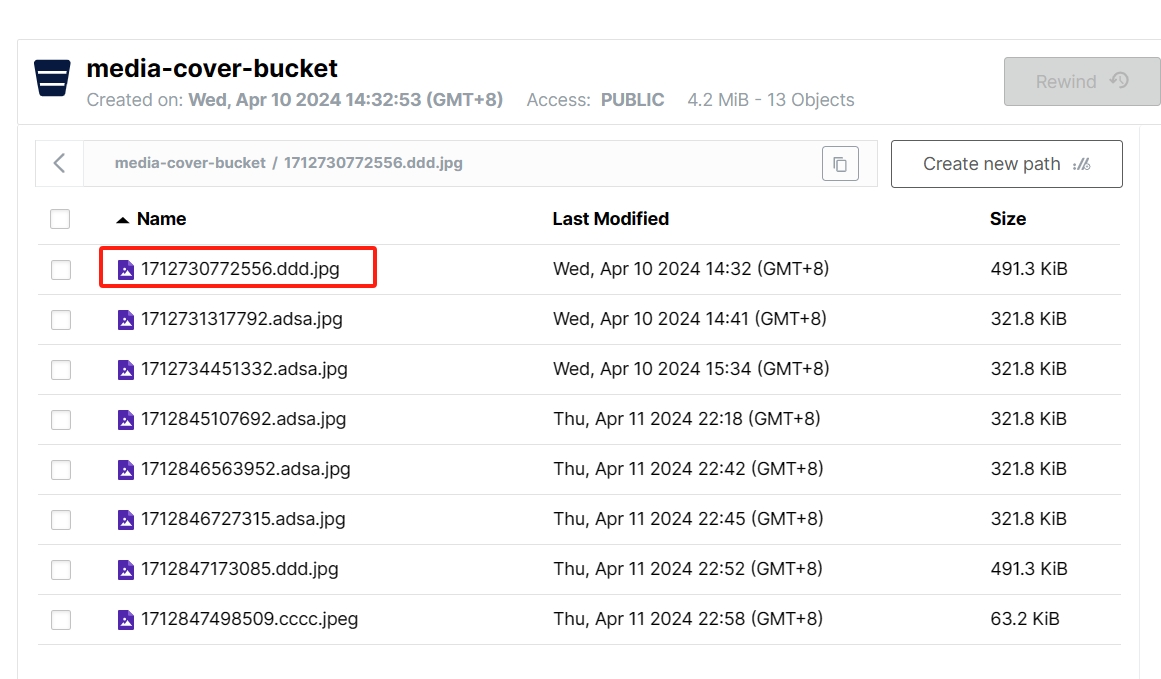 media-cover-bucket
Created on: Wed, Apr 10 2024 14:32:53 (GMT+8) Access: PUBLIC 4.2 MiB - 13 Objects
Rewind
media-cover-bucket / 1712730772556.ddd.jpg
Create new path
Name Last Modified Size
1712730772556.ddd.jpg Wed, Apr 10 2024 14:32 (GMT+8) 491.3 KiB
1712731317792.adsa.jpg Wed, Apr 10 2024 14:41 (GMT+8) 321.8 KiB
1712734451332.adsa.jpg Wed, Apr 10 2024 15:34 (GMT+8) 321.8 KiB
1712845107692.adsa.jpg Thu, Apr 11 2024 22:18 (GMT+8) 321.8 KiB
1712846563952.adsa.jpg Thu, Apr 11 2024 22:42 (GMT+8) 321.8 KiB
1712846727315.adsa.jpg Thu, Apr 11 2024 22:45 (GMT+8) 321.8 KiB
1712847173085.ddd.jpg Thu, Apr 11 2024 22:52 (GMT+8) 491.3 KiB
1712847498509.cccc.jpeg Thu, Apr 11 2024 22:58 (GMT+8) 63.2 KiB